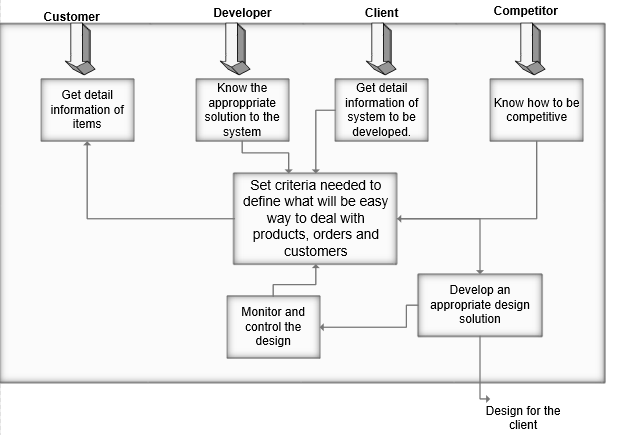 Customer
Developer
Client
Competitor
Get detail
information of
items
Know the
approppriate
solution to the
system
Get detail
information of
system to be
developed.
Know how to be
competitive
Set criteria needed to
define what will be easy
way to deal with
products, orders and
customers
Develop an
appropriate design
solution
Monitor and
control the
design
Design for the
client